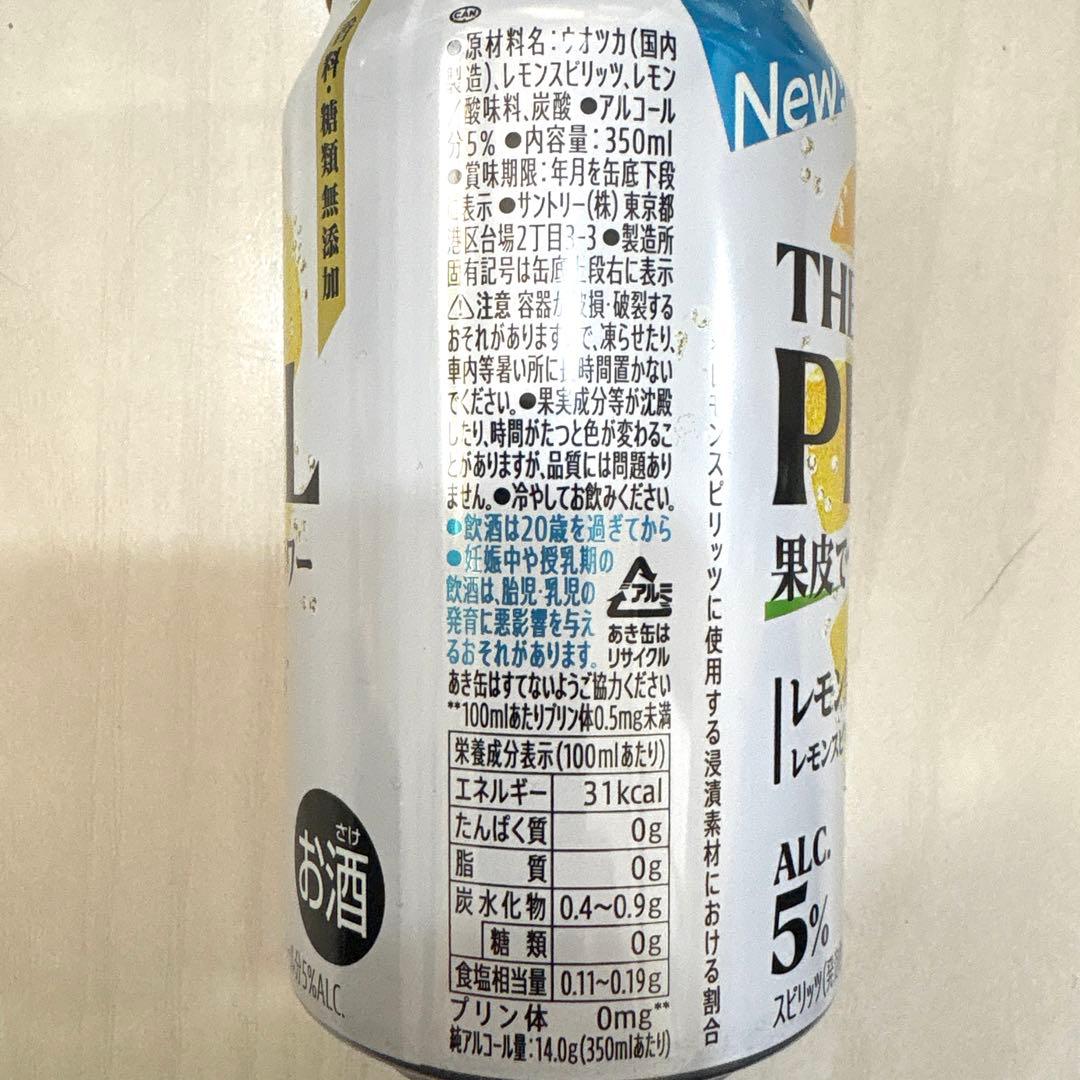 CAN
●原材料名:ウオツカ(国内
製造)、レモンスピリッツ、レモン
/酸味料、炭酸 ●アルコール
分5% ●内容量:350ml
●賞味期限:年月を缶底下段
に表示 ●サントリー(株) 東京都
港区台場2丁目3-3 ●製造所
固有記号は缶底上段右に表示
⚠注意 容器が破損・破裂する
おそれがありますので、凍らせたり、
車内等暑い所に長時間置かない
でください。●果実成分等が沈殿
したり、時間がたつと色が変わるこ
とがありますが、品質には問題あり
ません。●冷やしてお飲みください。
●飲酒は20歳を過ぎてから
●妊娠中や授乳期の
飲酒は、胎児・乳児の
発育に悪影響を与え
るおそれがあります。
アルミ
あき缶は
リサイクル
あき缶はすてないようご協力ください
**100mlあたりプリン体0.5mg未満
栄養成分表示(100mlあたり)
エネルギー 31kcal
たんぱく質 0g
脂質 0g
炭水化物 0.4~0.9g
糖類 0g
食塩相当量 0.11~0.19g
プリン体 0mg**
純アルコール量:14.0g(350mlあたり)
料・糖類無添加
L
ワー
さけ
お酒
分5%ALC.
レモンスピリッツに使用する浸漬素材における割合
New
THE
P
果皮で
レモン
レモンスピ
ALC.
5%
スピリッツ